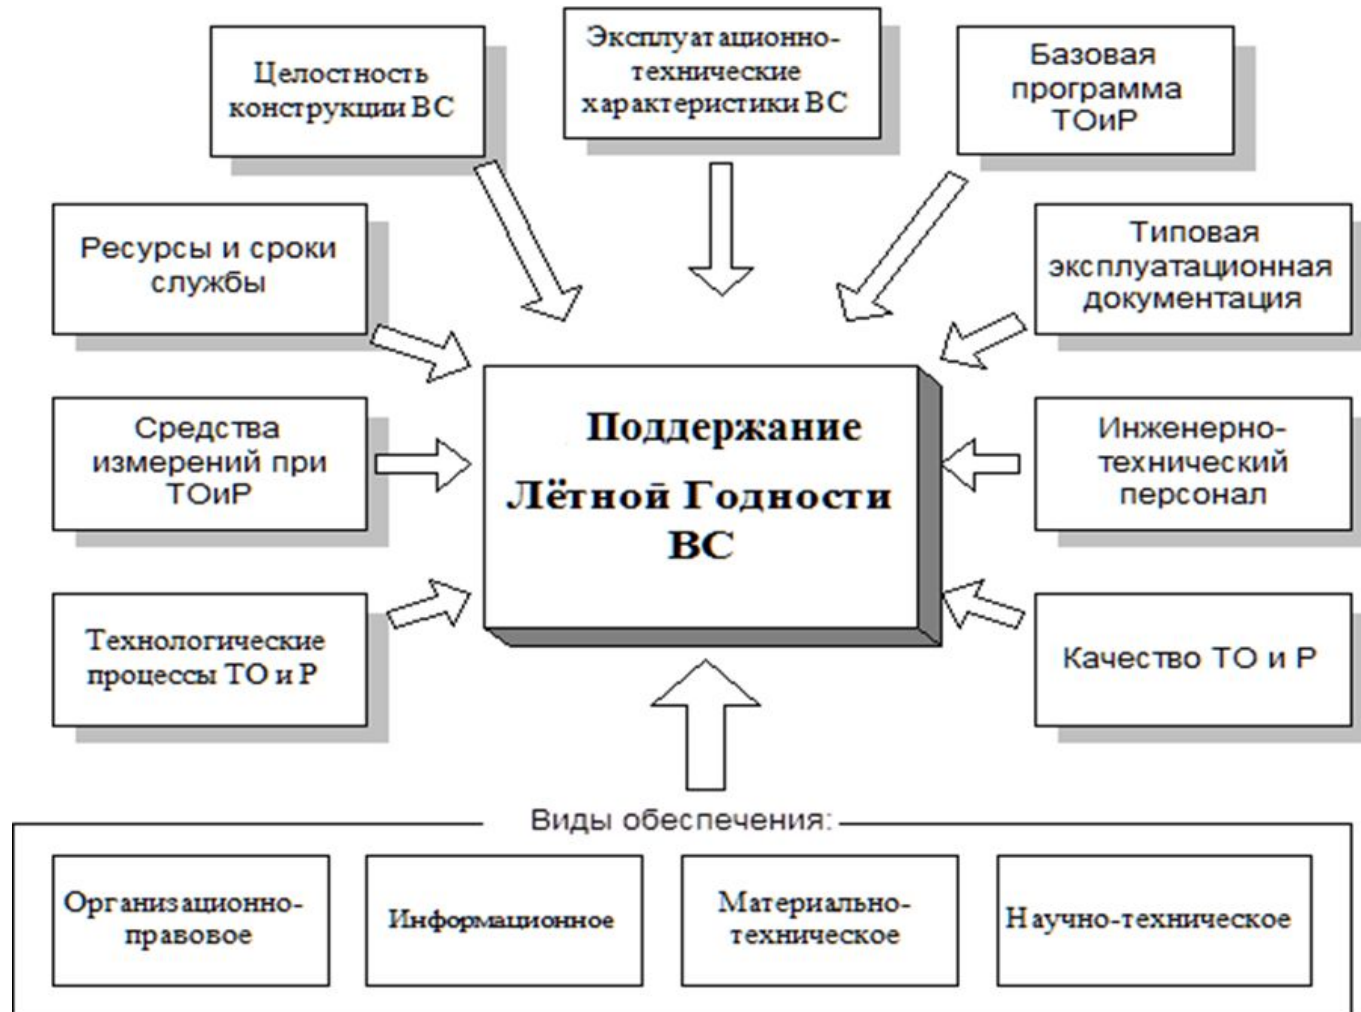 Целостность
конструкции ВС
Эксплуатационно-
технические
характеристики ВС
Базовая
программа
ТОиР
Ресурсы и сроки
службы
Типовая
эксплуатационная
документация
Средства
измерений при
ТОиР
Поддержание
Лётной Годности
ВС
Инженерно-
технический
персонал
Технологические
процессы ТО и Р
Качество ТО и Р
Виды обеспечения:
Организационно-
правовое
Информационное
Материально-
техническое
Научно-техническое